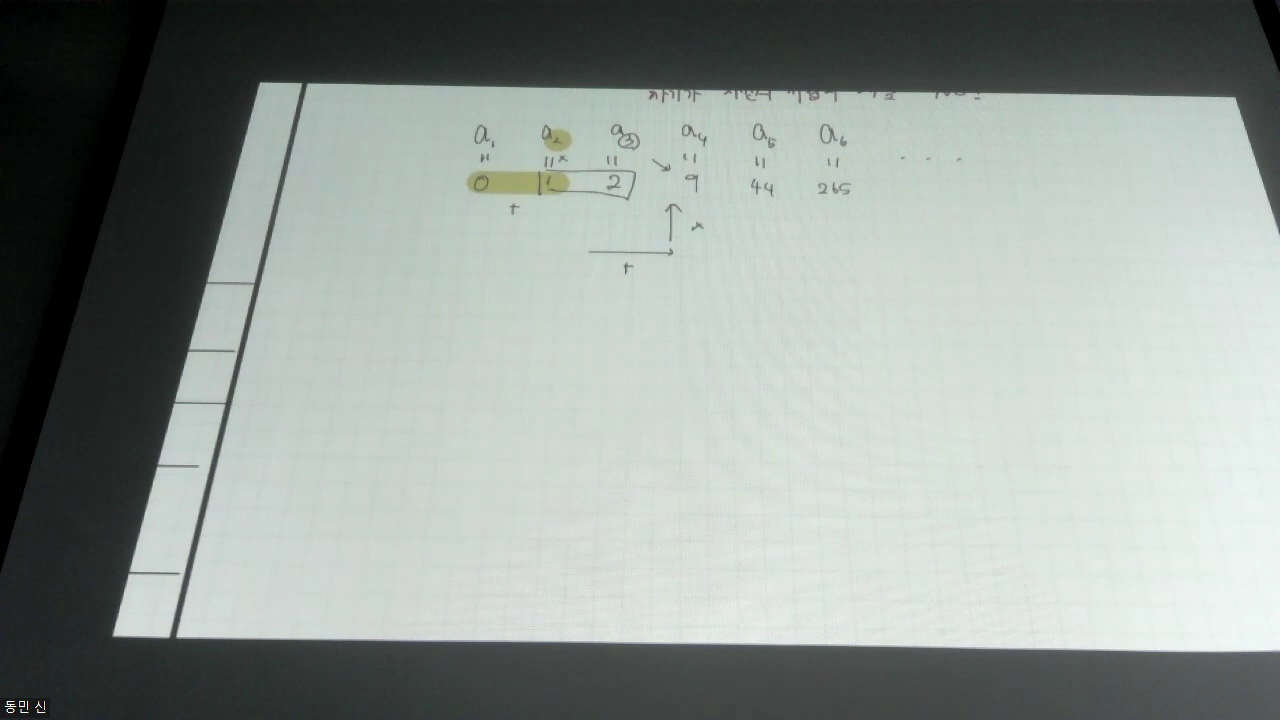 a₁ a₂ a₃ a₄ a₅ a₆
" "× " " " "
0 1 2 9 44 265 . . .
+
×
+
동민 신